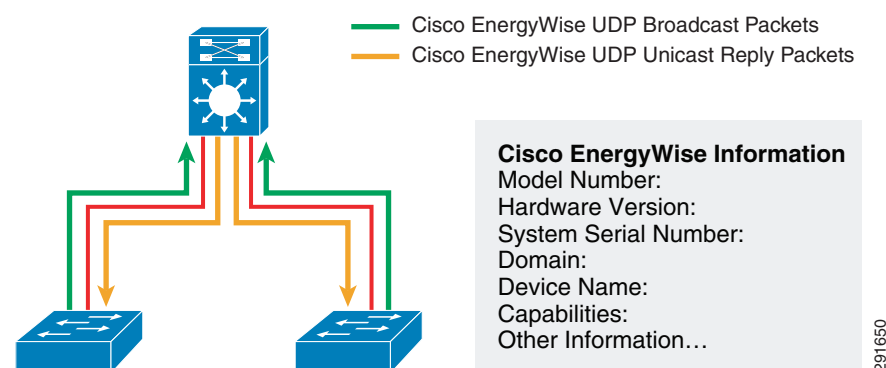 Cisco EnergyWise UDP Broadcast Packets
Cisco EnergyWise UDP Unicast Reply Packets
Cisco EnergyWise Information
Model Number:
Hardware Version:
System Serial Number:
Domain:
Device Name:
Capabilities:
Other Information…
291650